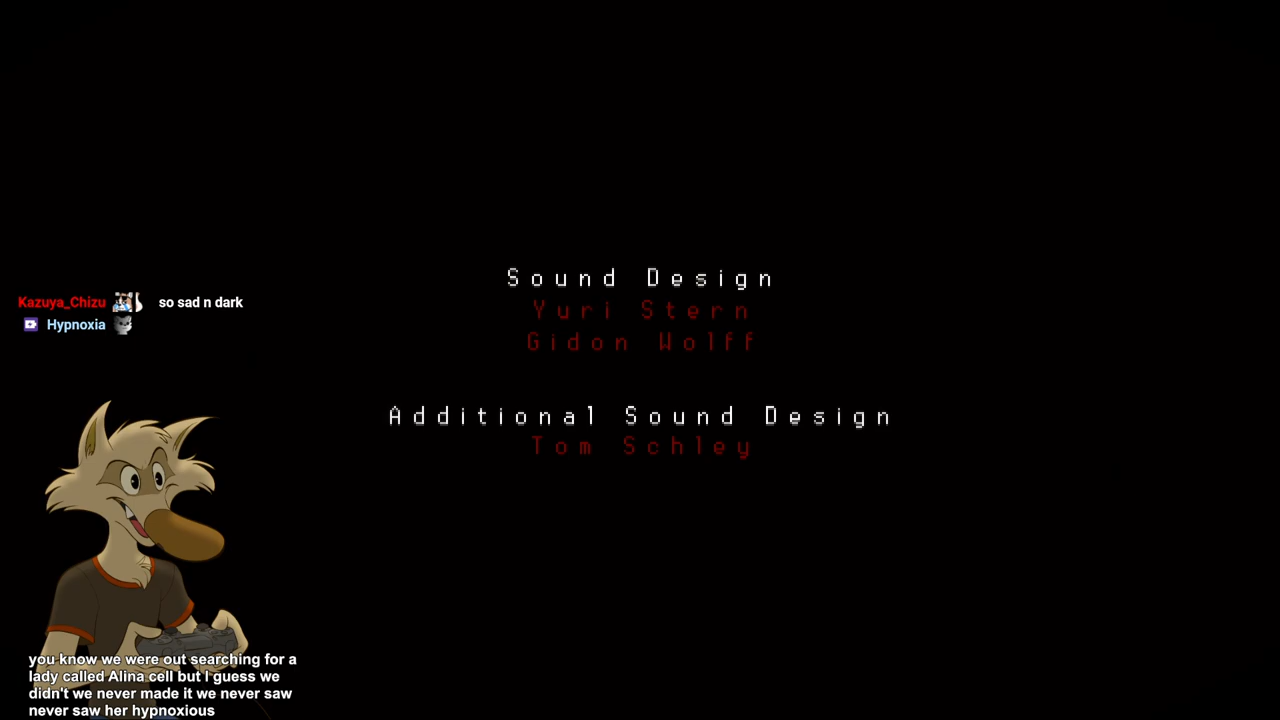 Sound Design
Yuri Stern
Gidon Wolff
Additional Sound Design
Tom Schley
Kazuya_Chizu so sad n dark
Hypnoxia
you know we were out searching for a
lady called Alina cell but I guess we
didn't we never made it we never saw
never saw her hypnoxious